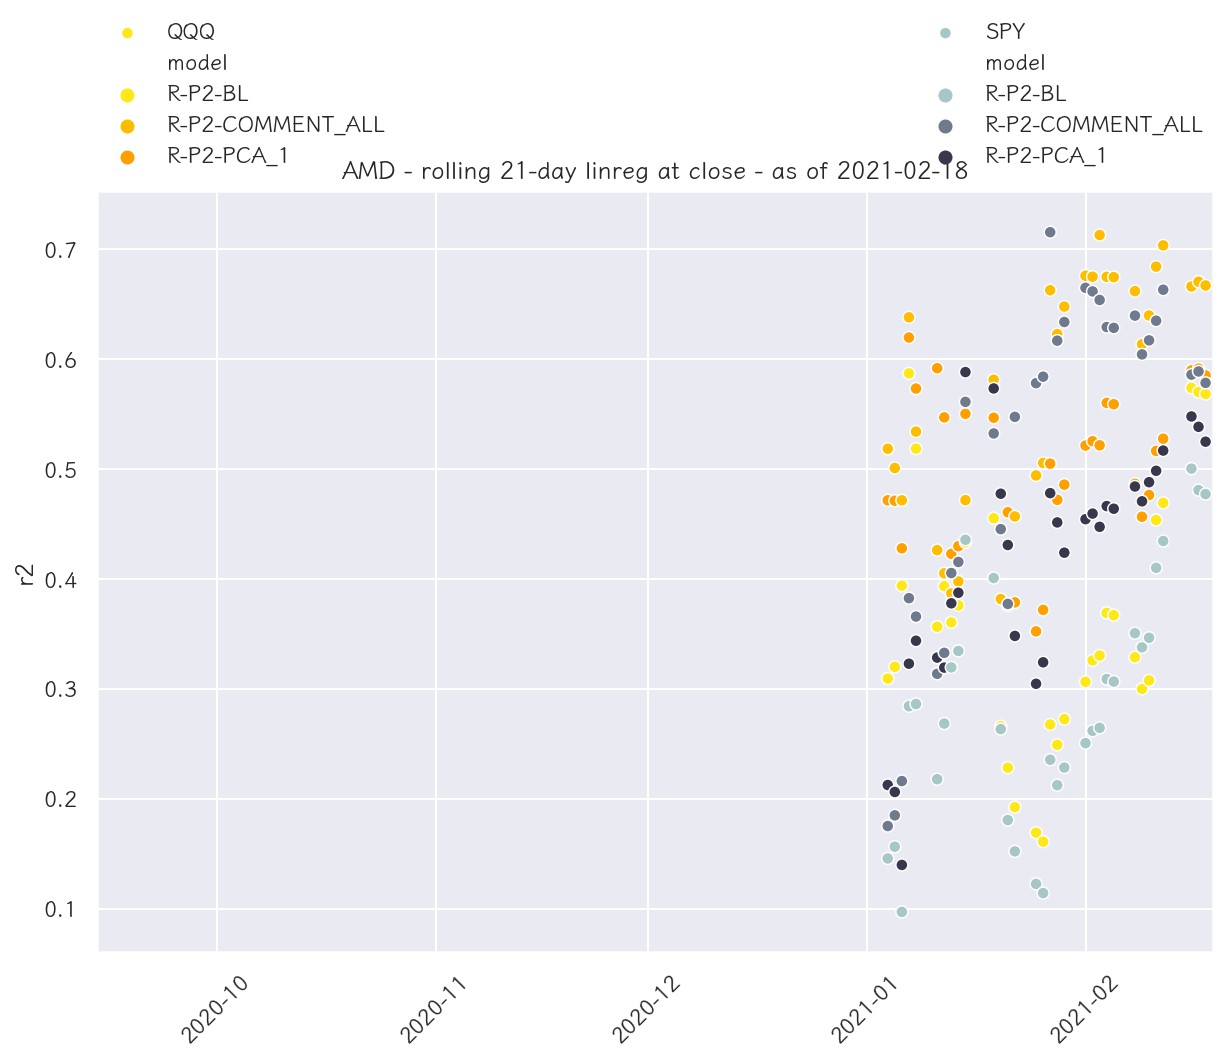 QQQ
model
R-P2-BL
R-P2-COMMENT_ALL
R-P2-PCA_1
SPY
model
R-P2-BL
R-P2-COMMENT_ALL
R-P2-PCA_1
AMD - rolling 21-day linreg at close - as of 2021-02-18
0.7
0.6
0.5
0.4
0.3
0.2
0.1
r2
2020-10
2020-11
2020-12
2021-01
2021-02